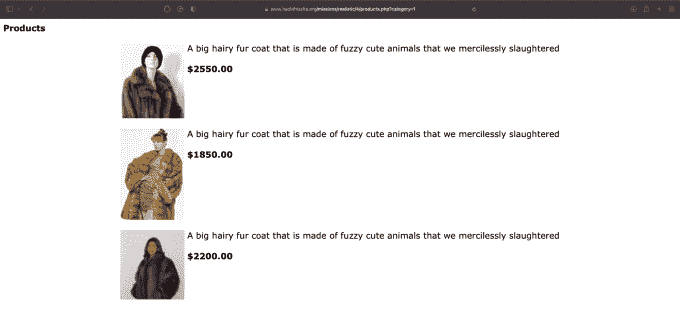 www.hackthissite.org/missions/realistic/4/products.php?category=1
Products
A big hairy fur coat that is made of fuzzy cute animals that we mercilessly slaughtered
$2550.00
A big hairy fur coat that is made of fuzzy cute animals that we mercilessly slaughtered
$1850.00
A big hairy fur coat that is made of fuzzy cute animals that we mercilessly slaughtered
$2200.00